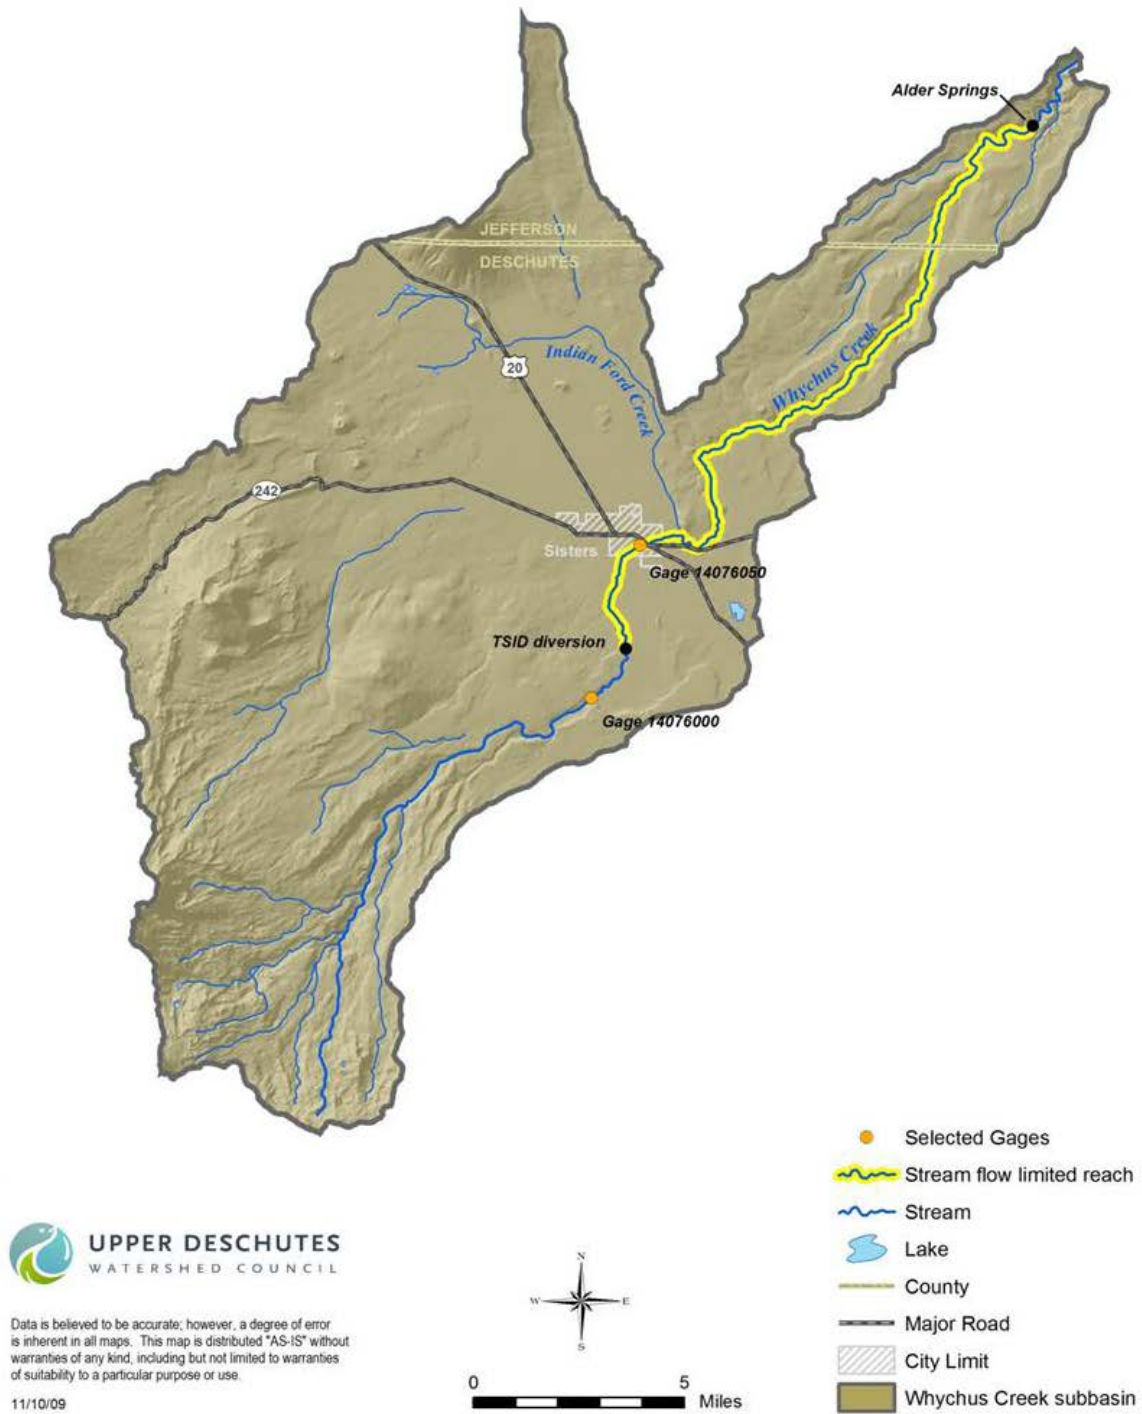 Alder Springs
JEFFERSON
DESCHUTES
Whychus Creek
Indian Ford Creek
20
242
Sisters
Gage 14076050
TSID diversion
Gage 14076000
Selected Gages
Stream flow limited reach
Stream
Lake
County
Major Road
City Limit
Whychus Creek subbasin
UPPER DESCHUTES
WATERSHED COUNCIL
N
W E
S
Data is believed to be accurate; however, a degree of error
is inherent in all maps. This map is distributed "AS-IS" without
warranties of any kind, including but not limited to warranties
of suitability to a particular purpose or use.
11/10/09
0 5
Miles